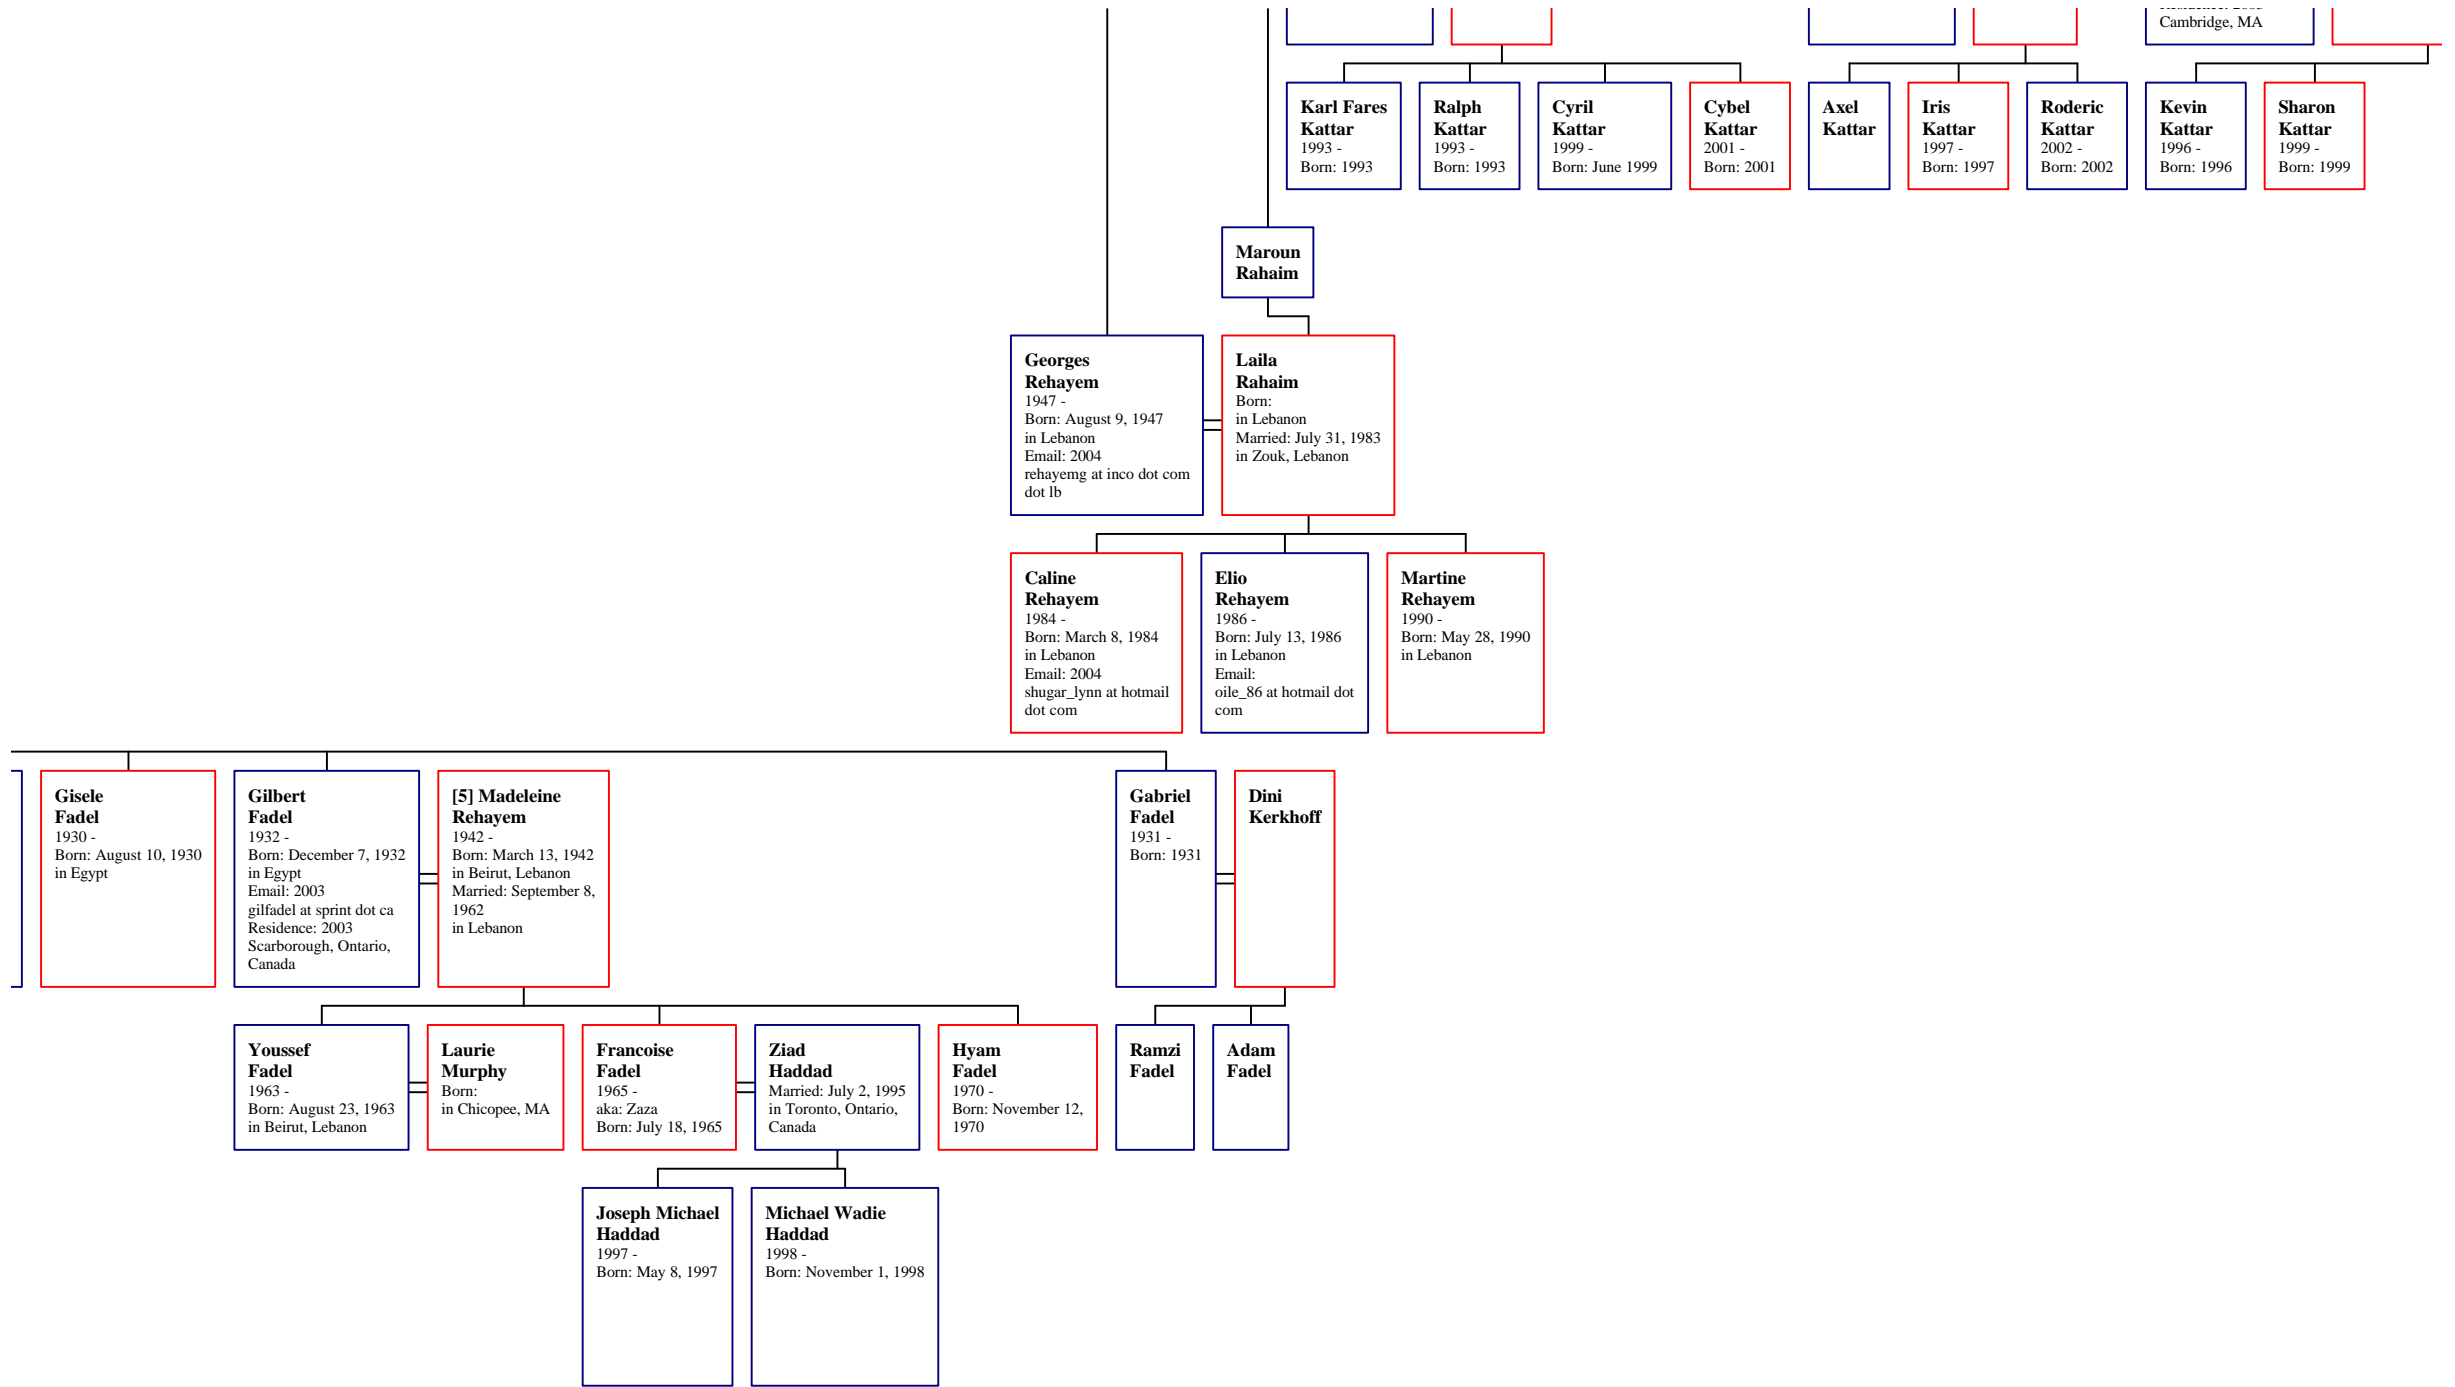 Cambridge, MA
Karl Fares
Kattar
1993 -
Born: 1993
Ralph
Kattar
1993 -
Born: 1993
Cyril
Kattar
1999 -
Born: June 1999
Cybel
Kattar
2001 -
Born: 2001
Axel
Kattar
Iris
Kattar
1997 -
Born: 1997
Roderic
Kattar
2002 -
Born: 2002
Kevin
Kattar
1996 -
Born: 1996
Sharon
Kattar
1999 -
Born: 1999
Maroun
Rahaim
Georges
Rehayem
1947 -
Born: August 9, 1947
in Lebanon
Email: 2004
rehayemg at inco dot com
dot lb
Laila
Rahaim
Born:
in Lebanon
Married: July 31, 1983
in Zouk, Lebanon
Caline
Rehayem
1984 -
Born: March 8, 1984
in Lebanon
Email: 2004
shugar_lynn at hotmail
dot com
Elio
Rehayem
1986 -
Born: July 13, 1986
in Lebanon
Email:
oile_86 at hotmail dot
com
Martine
Rehayem
1990 -
Born: May 28, 1990
in Lebanon
Gisele
Fadel
1930 -
Born: August 10, 1930
in Egypt
Gilbert
Fadel
1932 -
Born: December 7, 1932
in Egypt
Email: 2003
gilfadel at sprint dot ca
Residence: 2003
Scarborough, Ontario,
Canada
[5] Madeleine
Rehayem
1942 -
Born: March 13, 1942
in Beirut, Lebanon
Married: September 8,
1962
in Lebanon
Gabriel
Fadel
1931 -
Born: 1931
Dini
Kerkhoff
Youssef
Fadel
1963 -
Born: August 23, 1963
in Beirut, Lebanon
Laurie
Murphy
Born:
in Chicopee, MA
Francoise
Fadel
1965 -
aka: Zaza
Born: July 18, 1965
Ziad
Haddad
Married: July 2, 1995
in Toronto, Ontario,
Canada
Hyam
Fadel
1970 -
Born: November 12,
1970
Ramzi
Fadel
Adam
Fadel
Joseph Michael
Haddad
1997 -
Born: May 8, 1997
Michael Wadie
Haddad
1998 -
Born: November 1, 1998